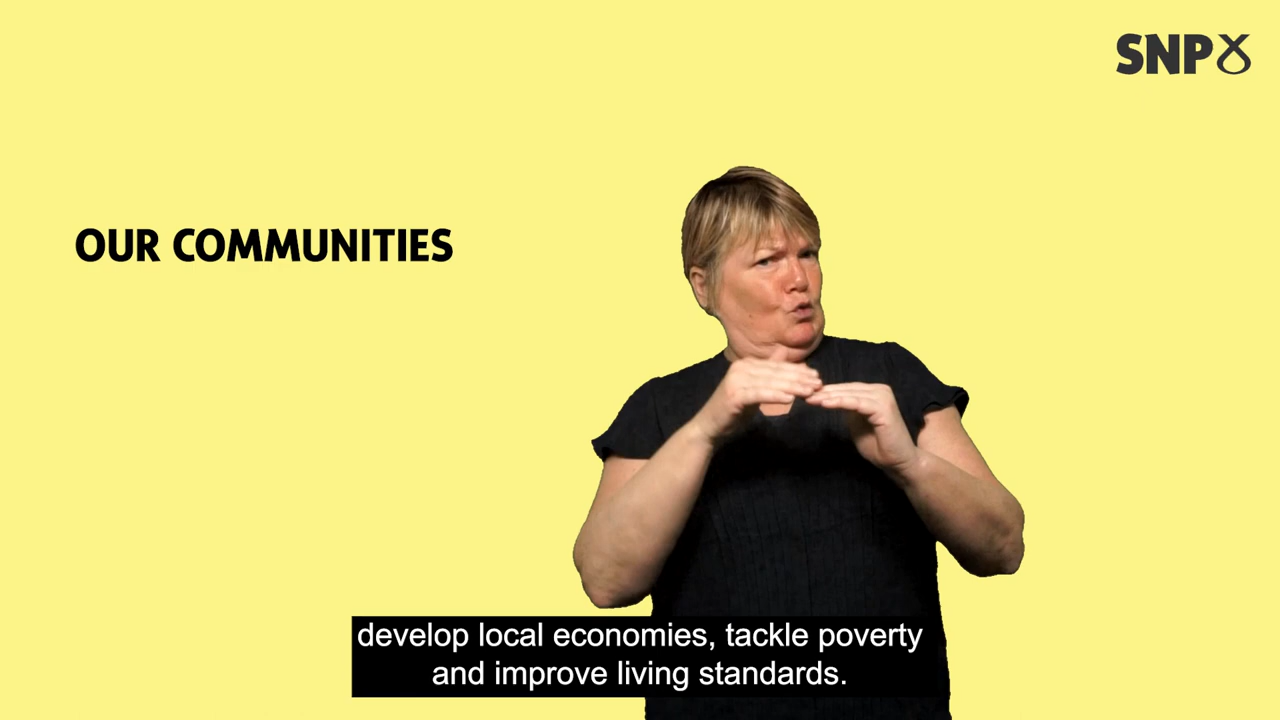 SNP
OUR COMMUNITIES
develop local economies, tackle poverty
and improve living standards.